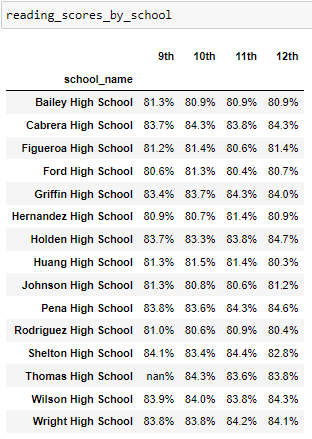 reading_scores_by_school
9th 10th 11th 12th
school_name
Bailey High School 81.3% 80.9% 80.9% 80.9%
Cabrera High School 83.7% 84.3% 83.8% 84.3%
Figueroa High School 81.2% 81.4% 80.6% 81.4%
Ford High School 80.6% 81.3% 80.4% 80.7%
Griffin High School 83.4% 83.7% 84.3% 84.0%
Hernandez High School 80.9% 80.7% 81.4% 80.9%
Holden High School 83.7% 83.3% 83.8% 84.7%
Huang High School 81.3% 81.5% 81.4% 80.3%
Johnson High School 81.3% 80.8% 80.6% 81.2%
Pena High School 83.8% 83.6% 84.3% 84.6%
Rodriguez High School 81.0% 80.6% 80.9% 80.4%
Shelton High School 84.1% 83.4% 84.4% 82.8%
Thomas High School nan% 84.3% 83.6% 83.8%
Wilson High School 83.9% 84.0% 83.8% 84.3%
Wright High School 83.8% 83.8% 84.2% 84.1%